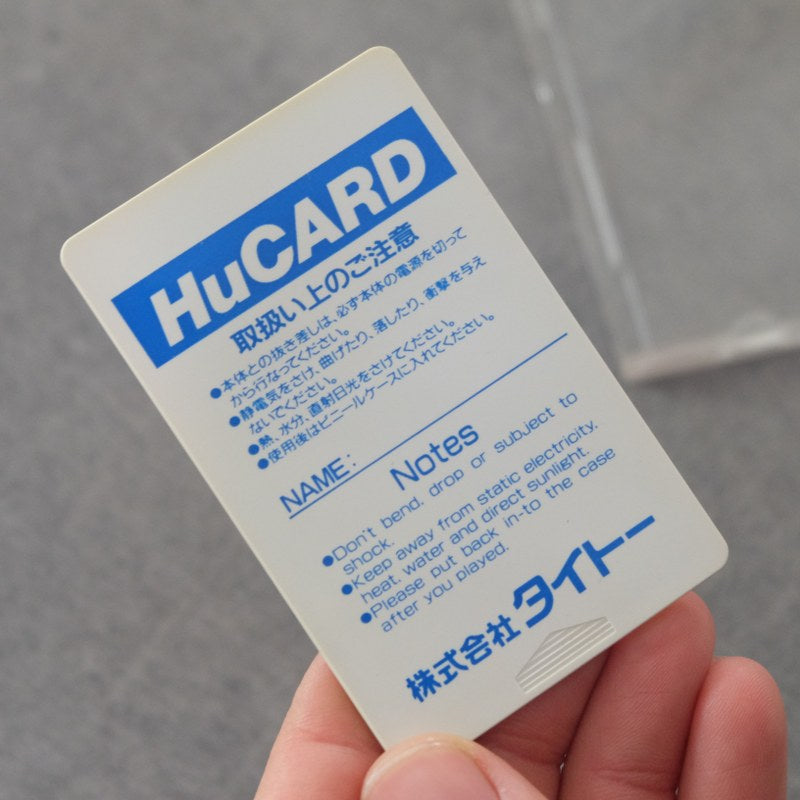 HuCARD
取扱い上のご注意
●本体との抜き差しは、必ず本体の電源を切って
から行なってください。
●静電気をさけ、曲げたり、落したり、衝撃を与え
ないでください。
●熱、水分、直射日光をさけてください。
●使用後はビニールケースに入れてください。
NAME:
Notes
●Don't bend, drop or subject to
shock.
●Keep away from static electricity,
heat, water and direct sunlight.
●Please put back in-to the case
after you played.
株式会社タイトー